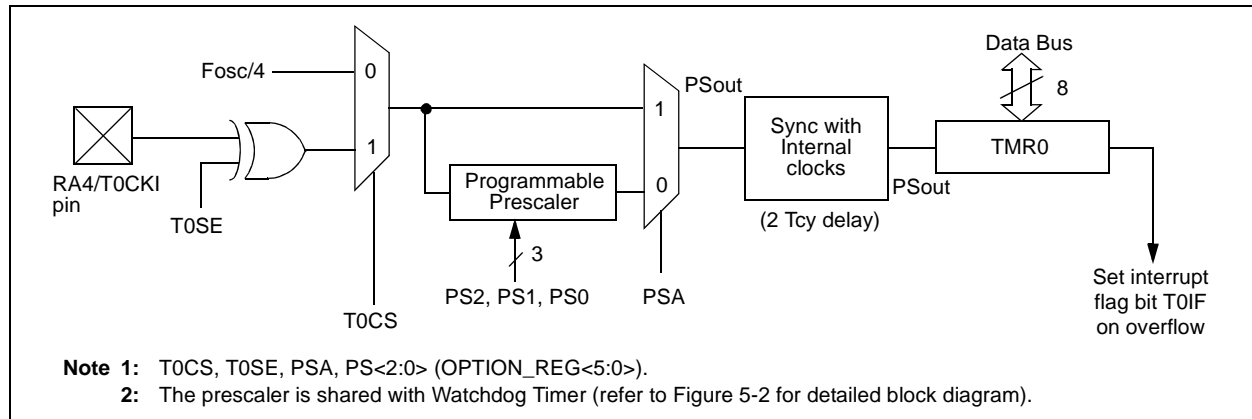 Data Bus
8
Fosc/4
0
1
PSout
1
0
Sync with
Internal
clocks
TMR0
RA4/T0CKI
pin
T0SE
Programmable
Prescaler
PSout
(2 Tcy delay)
3
PS2, PS1, PS0
PSA
T0CS
Set interrupt
flag bit T0IF
on overflow
Note 1: T0CS, T0SE, PSA, PS<2:0> (OPTION_REG<5:0>).
2: The prescaler is shared with Watchdog Timer (refer to Figure 5-2 for detailed block diagram).